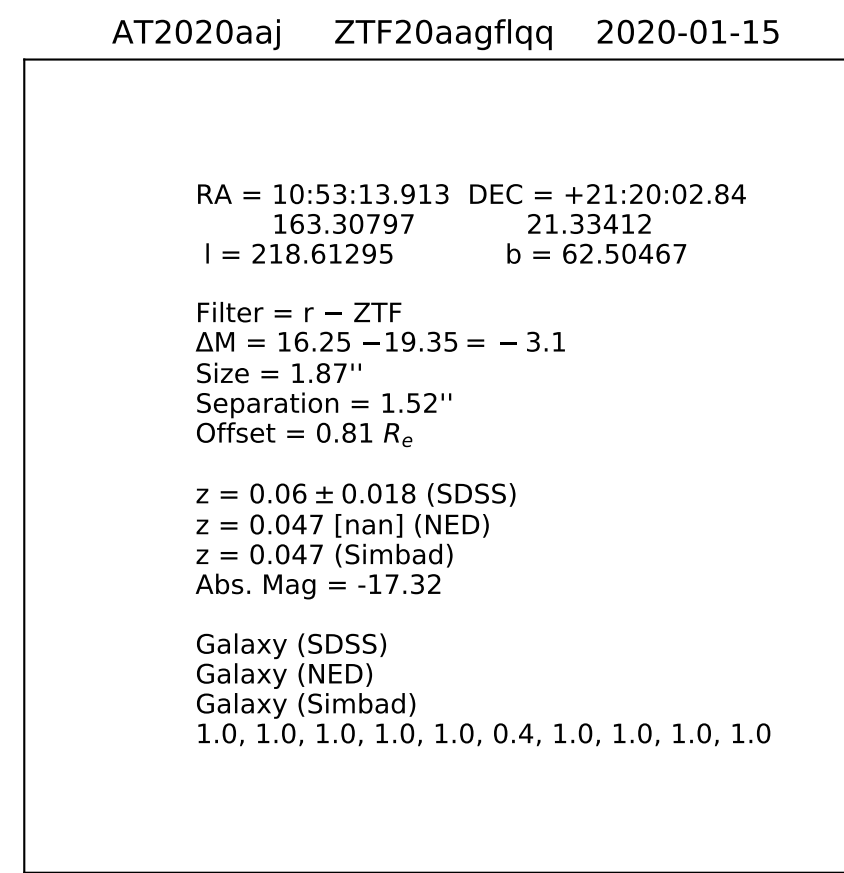 AT2020aaj ZTF20aagflqq 2020-01-15
RA = 10:53:13.913 DEC = +21:20:02.84
163.30797 21.33412
l = 218.61295 b = 62.50467
Filter = r − ZTF
ΔM = 16.25 −19.35 = − 3.1
Size = 1.87''
Separation = 1.52''
Offset = 0.81 Rₑ
z = 0.06 ± 0.018 (SDSS)
z = 0.047 [nan] (NED)
z = 0.047 (Simbad)
Abs. Mag = -17.32
Galaxy (SDSS)
Galaxy (NED)
Galaxy (Simbad)
1.0, 1.0, 1.0, 1.0, 1.0, 0.4, 1.0, 1.0, 1.0, 1.0